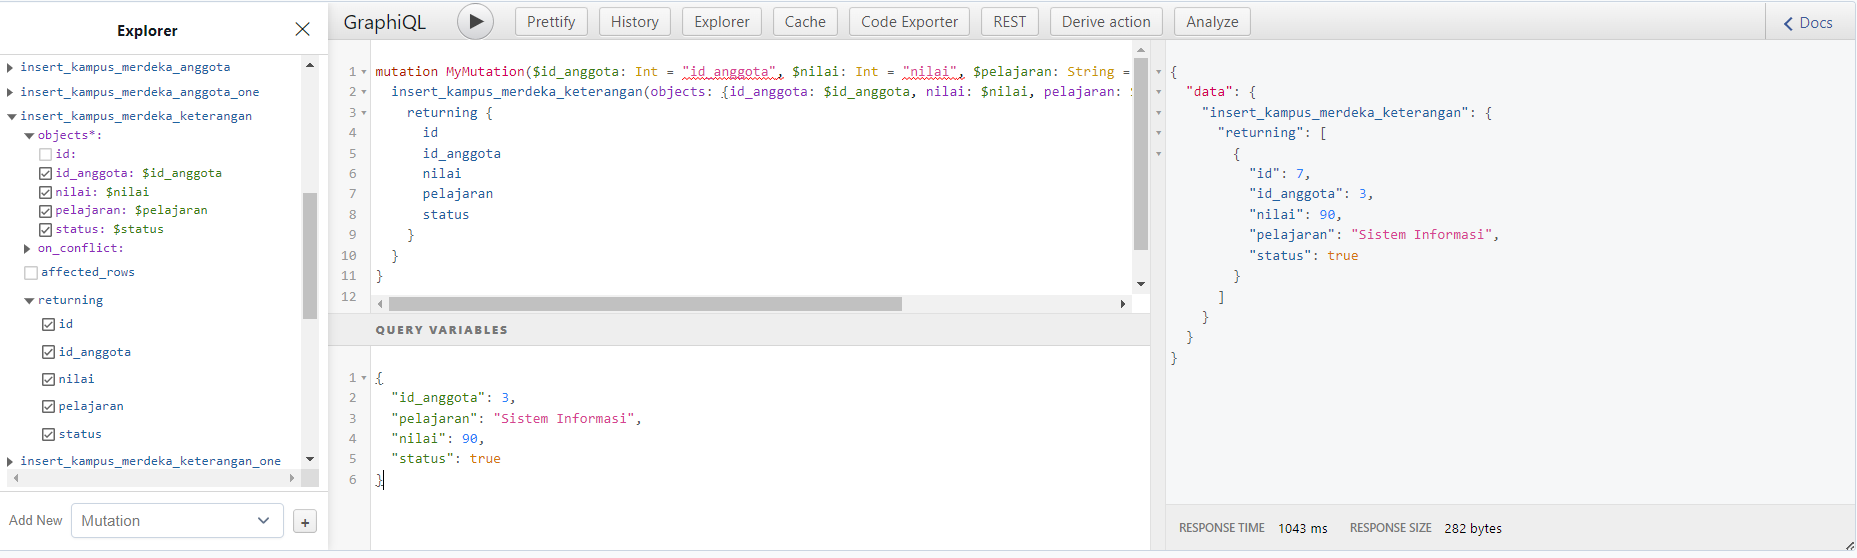 Explorer
insert_kampus_merdeka_anggota
insert_kampus_merdeka_anggota_one
insert_kampus_merdeka_keterangan
objects*:
id:
id_anggota: $id_anggota
nilai: $nilai
pelajaran: $pelajaran
status: $status
on_conflict:
affected_rows
returning
id
id_anggota
nilai
pelajaran
status
insert_kampus_merdeka_keterangan_one
Add New Mutation +
GraphiQL Prettify History Explorer Cache Code Exporter REST Derive action Analyze Docs
1 mutation MyMutation($id_anggota: Int = "id_anggota", $nilai: Int = "nilai", $pelajaran: String =
2 insert_kampus_merdeka_keterangan(objects: {id_anggota: $id_anggota, nilai: $nilai, pelajaran:
3 returning {
4 id
5 id_anggota
6 nilai
7 pelajaran
8 status
9 }
10 }
11 }
12
QUERY VARIABLES
1 {
2 "id_anggota": 3,
3 "pelajaran": "Sistem Informasi",
4 "nilai": 90,
5 "status": true
6 }
{
"data": {
"insert_kampus_merdeka_keterangan": {
"returning": [
{
"id": 7,
"id_anggota": 3,
"nilai": 90,
"pelajaran": "Sistem Informasi",
"status": true
}
]
}
}
}
RESPONSE TIME 1043 ms RESPONSE SIZE 282 bytes